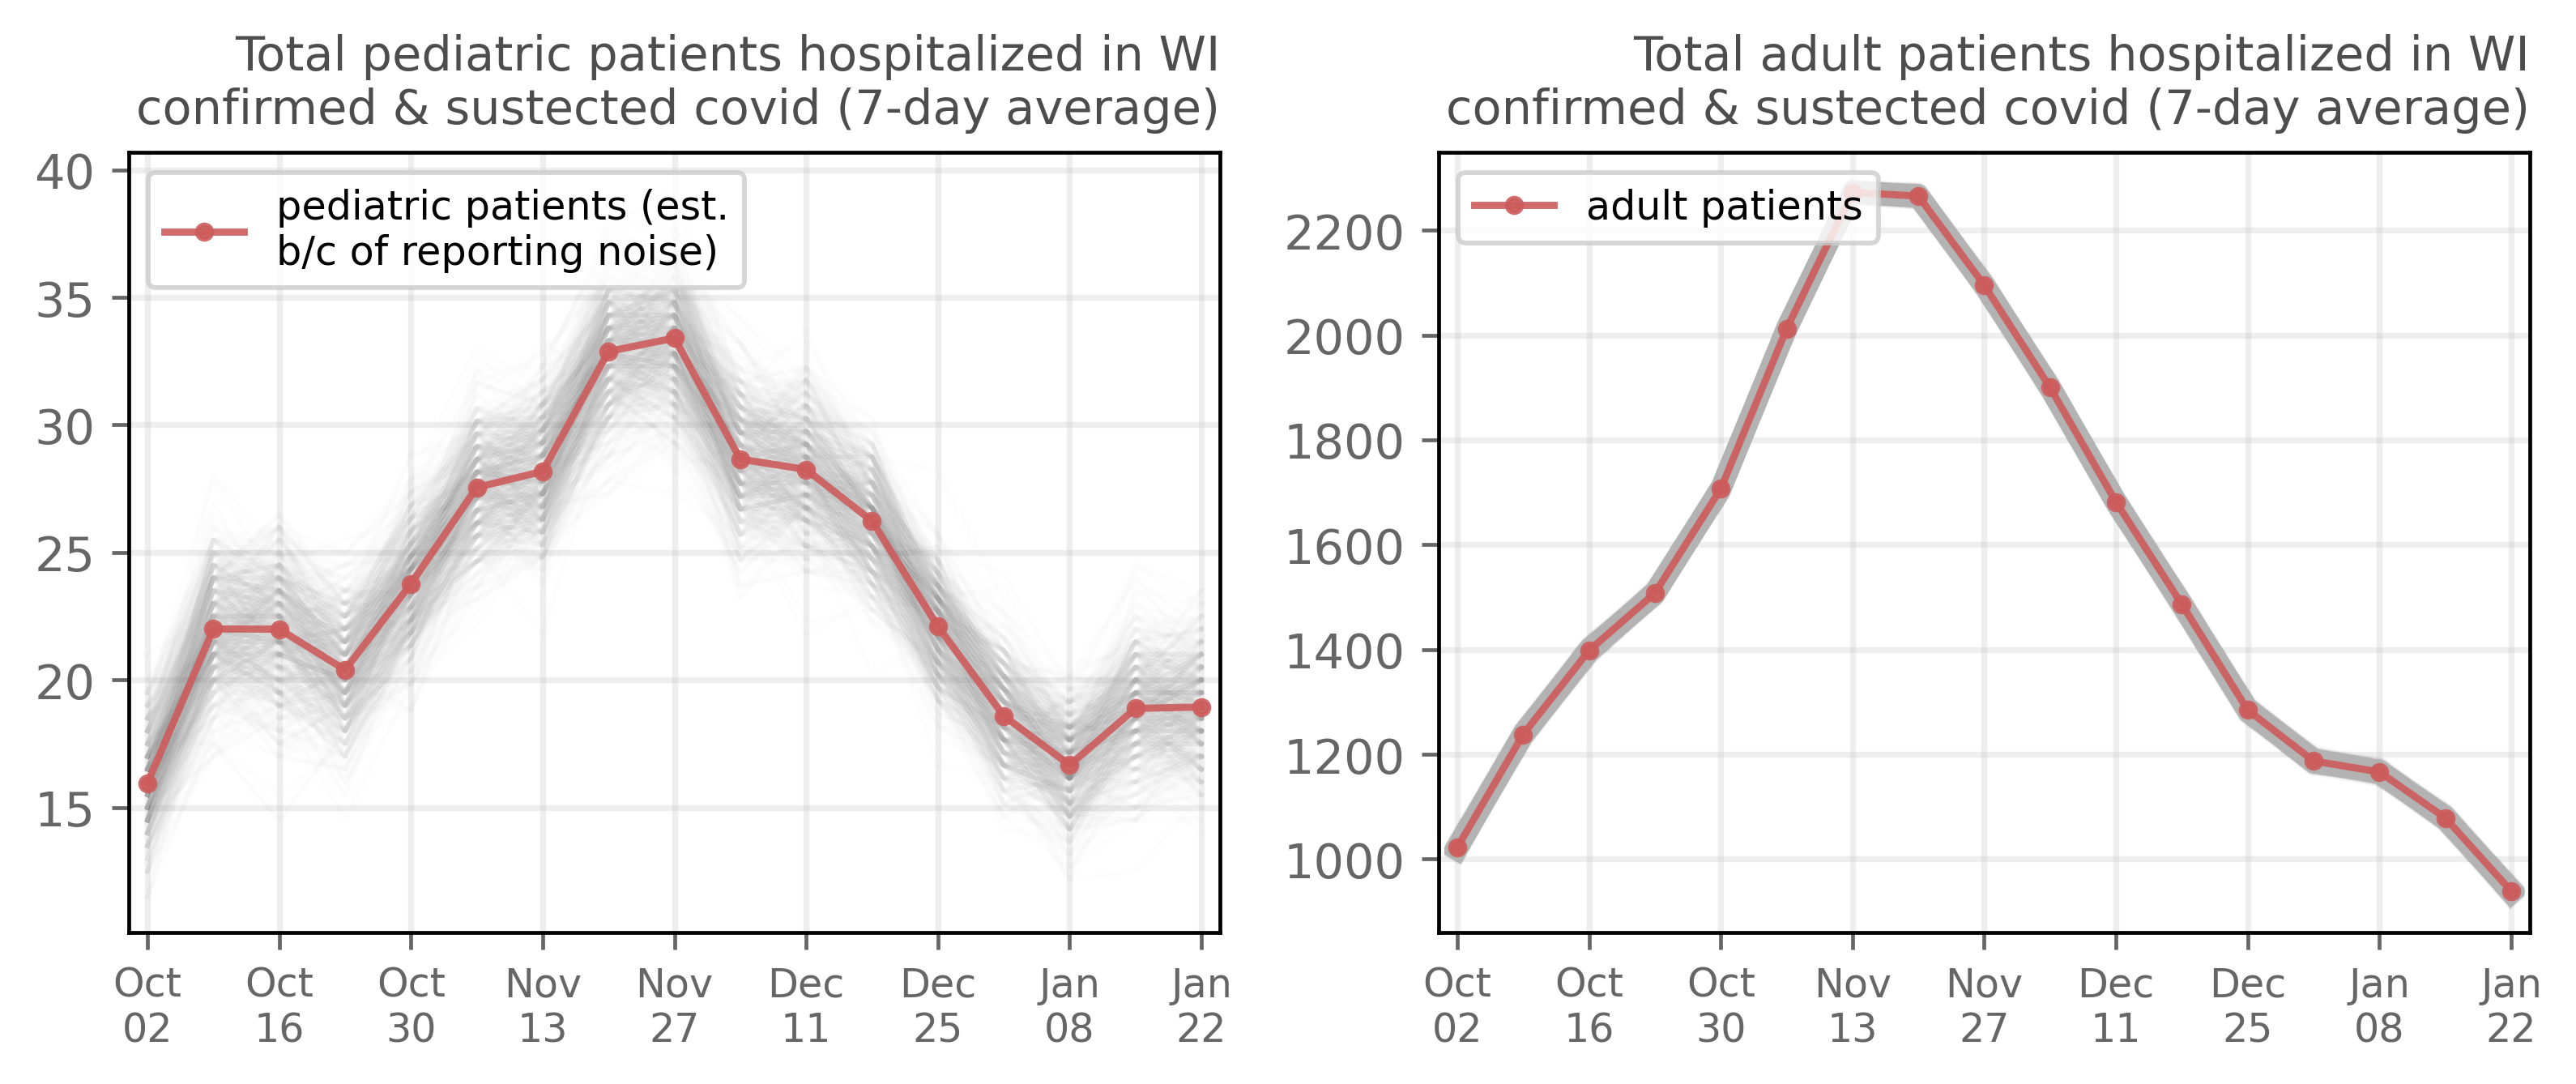 Total pediatric patients hospitalized in WI
confirmed & sustected covid (7-day average)
40
35
30
25
20
15
pediatric patients (est.
b/c of reporting noise)
Oct Oct Oct Nov Nov Dec Dec Jan Jan
02 16 30 13 27 11 25 08 22
Total adult patients hospitalized in WI
confirmed & sustected covid (7-day average)
2200
2000
1800
1600
1400
1200
1000
adult patients
Oct Oct Oct Nov Nov Dec Dec Jan Jan
02 16 30 13 27 11 25 08 22